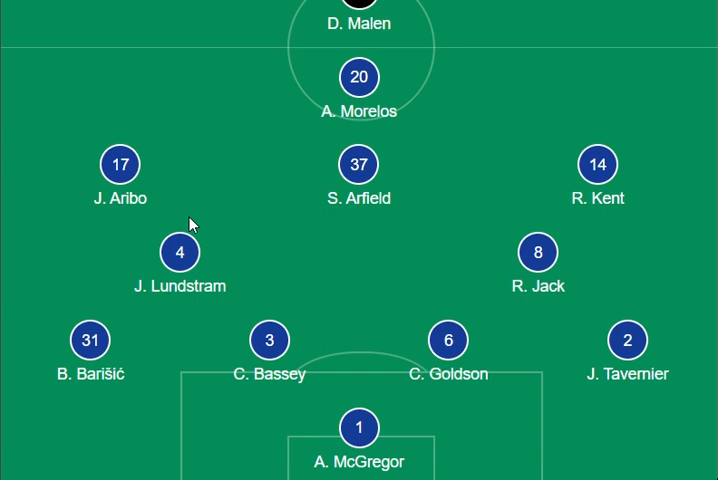 D. Malen
20
A. Morelos
17
37
14
J. Aribo
S. Arfield
R. Kent
4
8
J. Lundstram
R. Jack
31
3
6
2
B. Barišić
C. Bassey
C. Goldson
J. Tavernier
1
A. McGregor